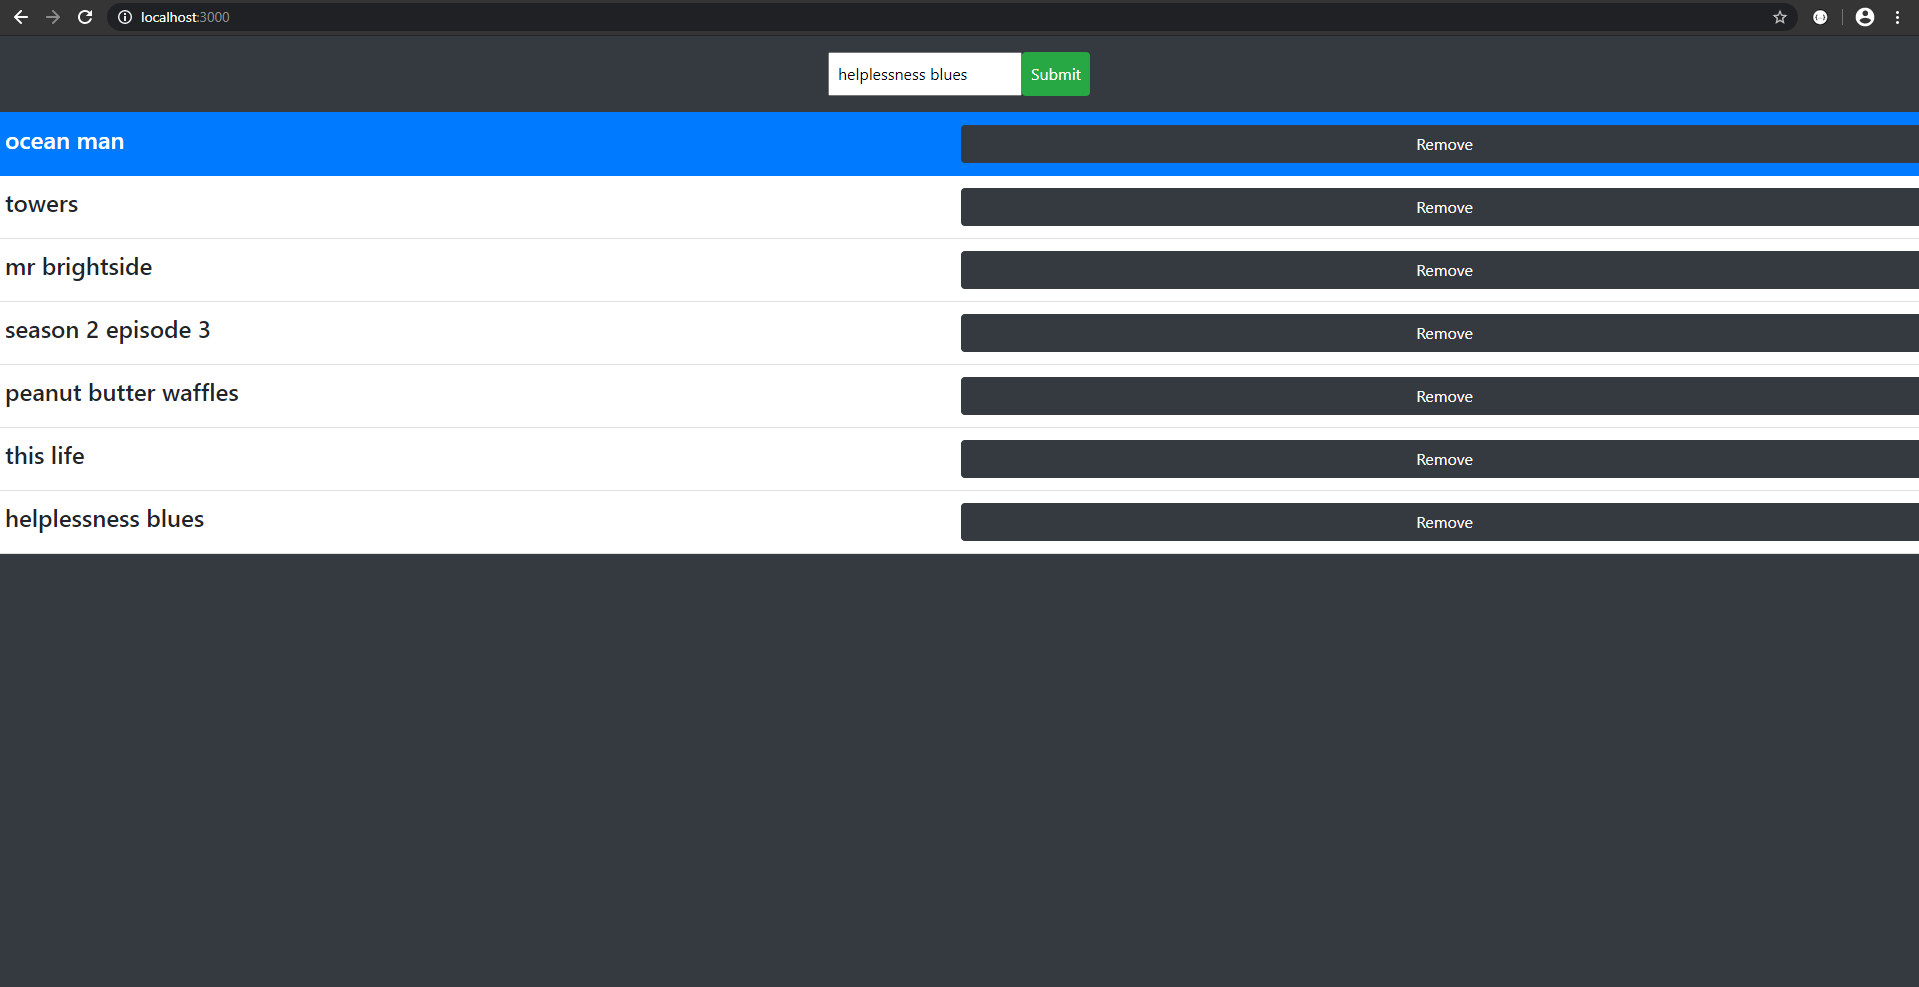 localhost:3000
helplessness blues Submit
ocean man Remove
towers Remove
mr brightside Remove
season 2 episode 3 Remove
peanut butter waffles Remove
this life Remove
helplessness blues Remove